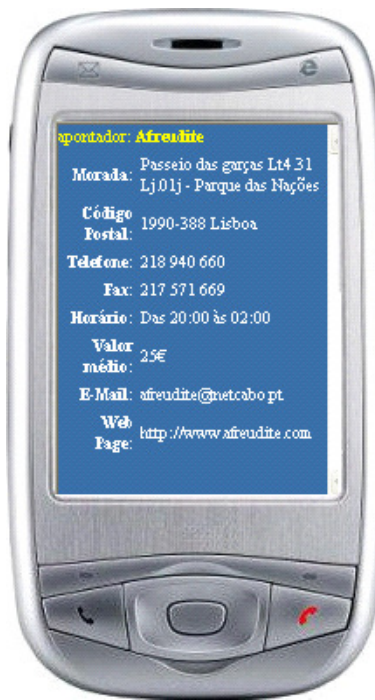 apontador: Afreudite
Morada: Passeio das garças Lt4.31
Lj.01j - Parque das Nações
Código
Postal: 1990-388 Lisboa
Telefone: 218 940 660
Fax: 217 571 669
Horário: Das 20:00 às 02:00
Valor
médio: 25€
E-Mail: afreudite@netcabo.pt
Web
Page: http://www.afreudite.com